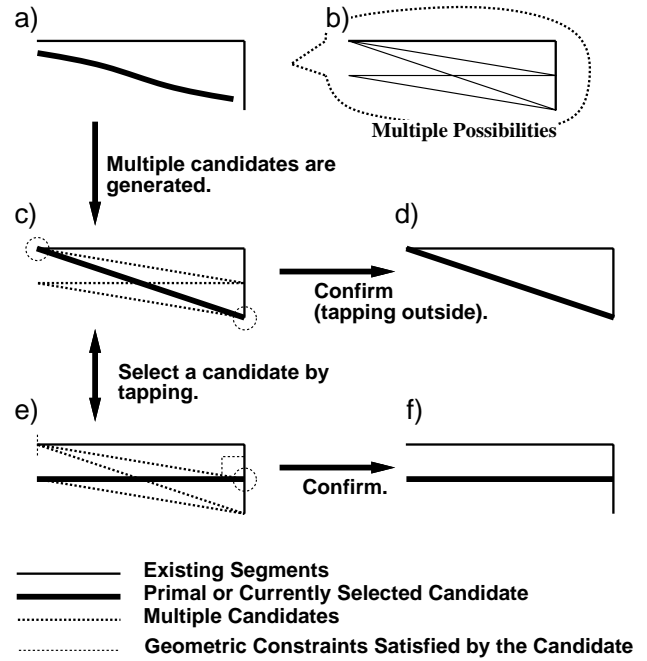 a)
b)
Multiple Possibilities
Multiple candidates are
generated.
c)
d)
Confirm
(tapping outside).
Select a candidate by
tapping.
e)
f)
Confirm.
Existing Segments
Primal or Currently Selected Candidate
Multiple Candidates
Geometric Constraints Satisfied by the Candidate